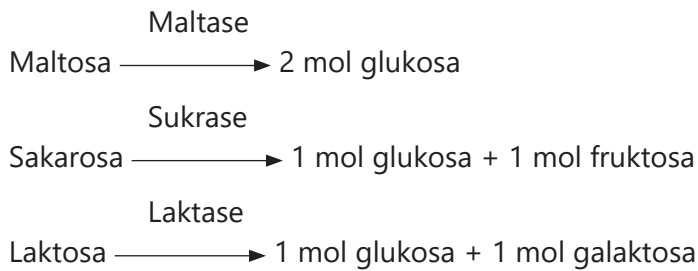 Maltase
Maltosa → 2 mol glukosa
Sukrase
Sakarosa → 1 mol glukosa + 1 mol fruktosa
Laktase
Laktosa → 1 mol glukosa + 1 mol galaktosa